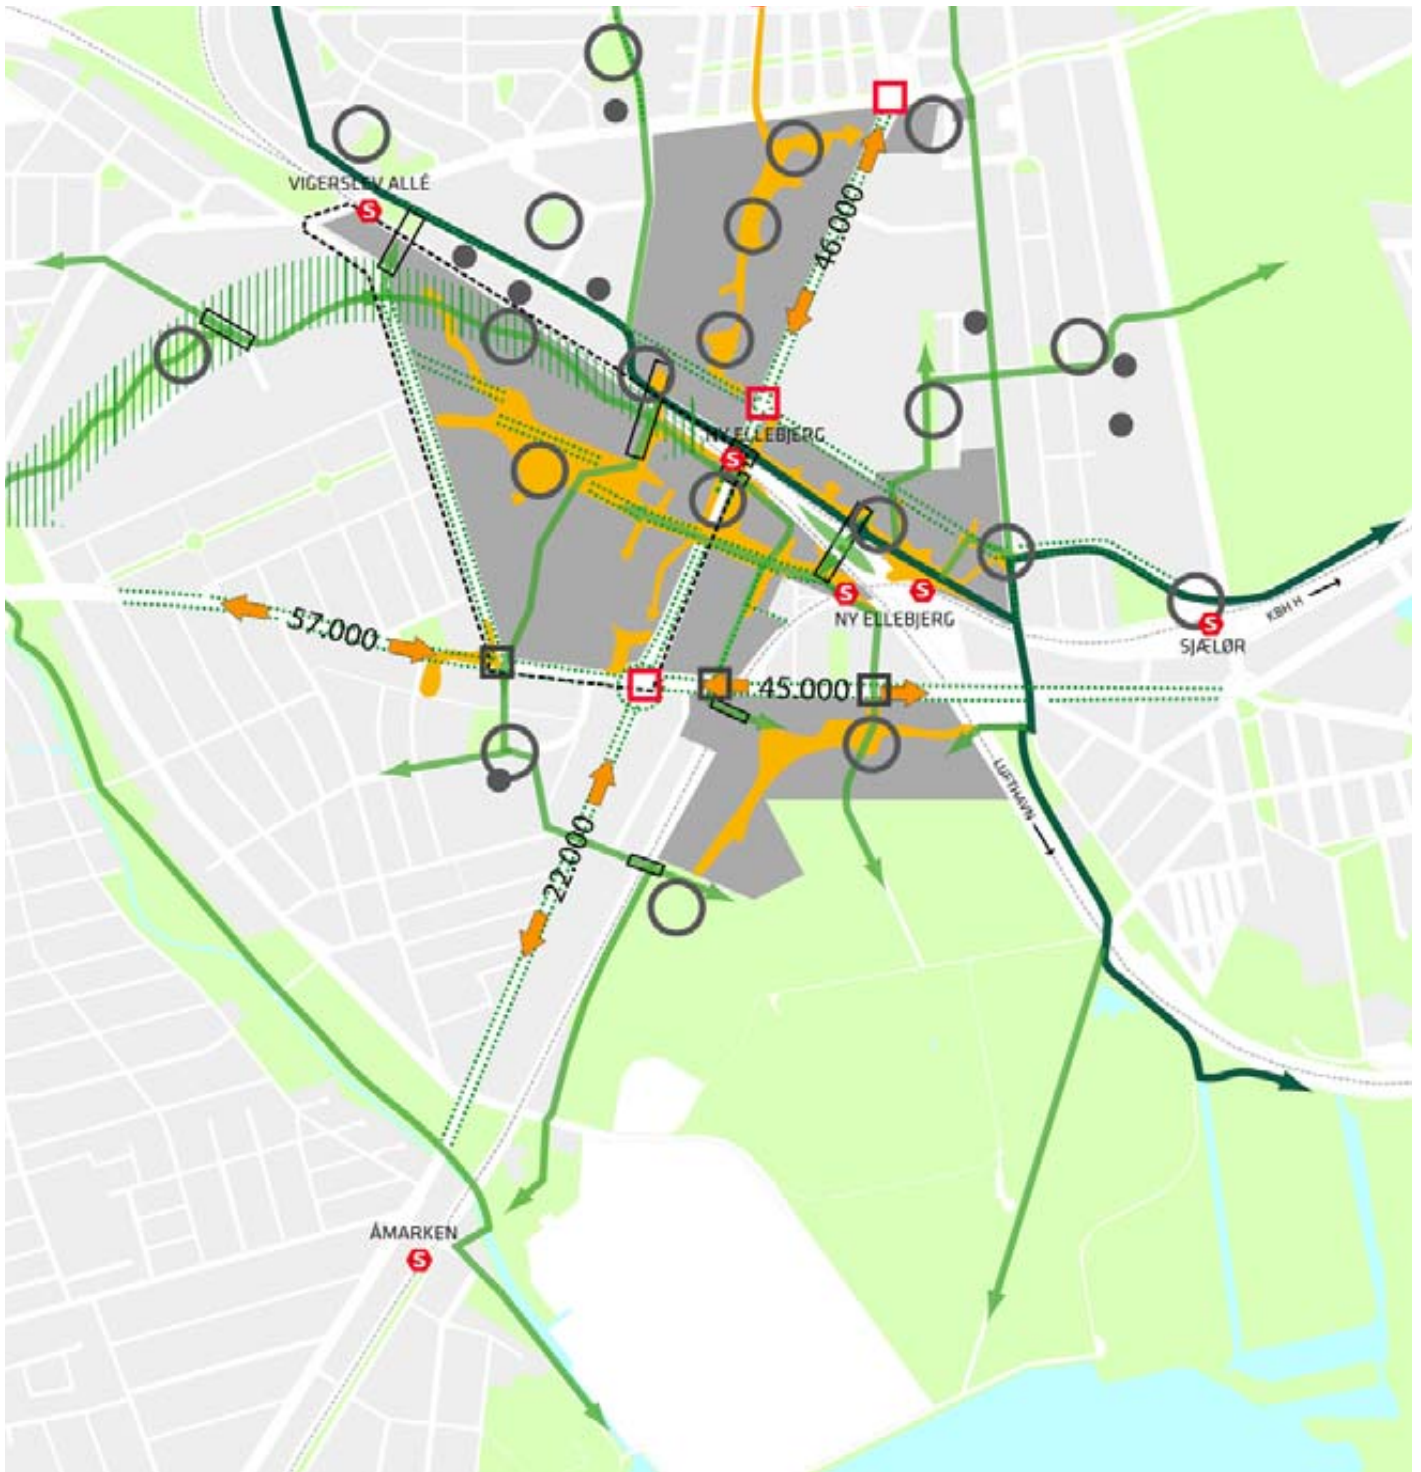 VIGERSLEV ALLÉ
S
46.000
NY ELLEBJERG
S
S
S
NY ELLEBJERG
KBH H
S
SJÆLØR
57.000
45.000
LUFTHAVN
22.000
ÅMARKEN
S